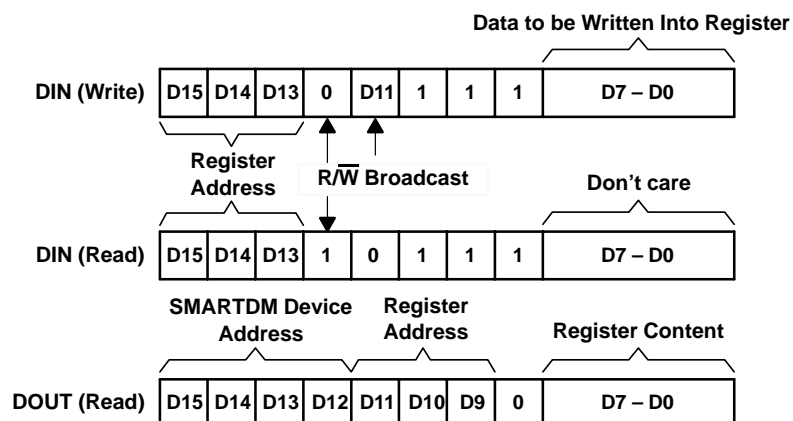 Data to be Written Into Register
DIN (Write) D15 D14 D13 0 D11 1 1 1 D7 – D0
Register
Address
R/W̅ Broadcast
Don't care
DIN (Read) D15 D14 D13 1 0 1 1 1 D7 – D0
SMARTDM Device
Address
Register
Address
Register Content
DOUT (Read) D15 D14 D13 D12 D11 D10 D9 0 D7 – D0